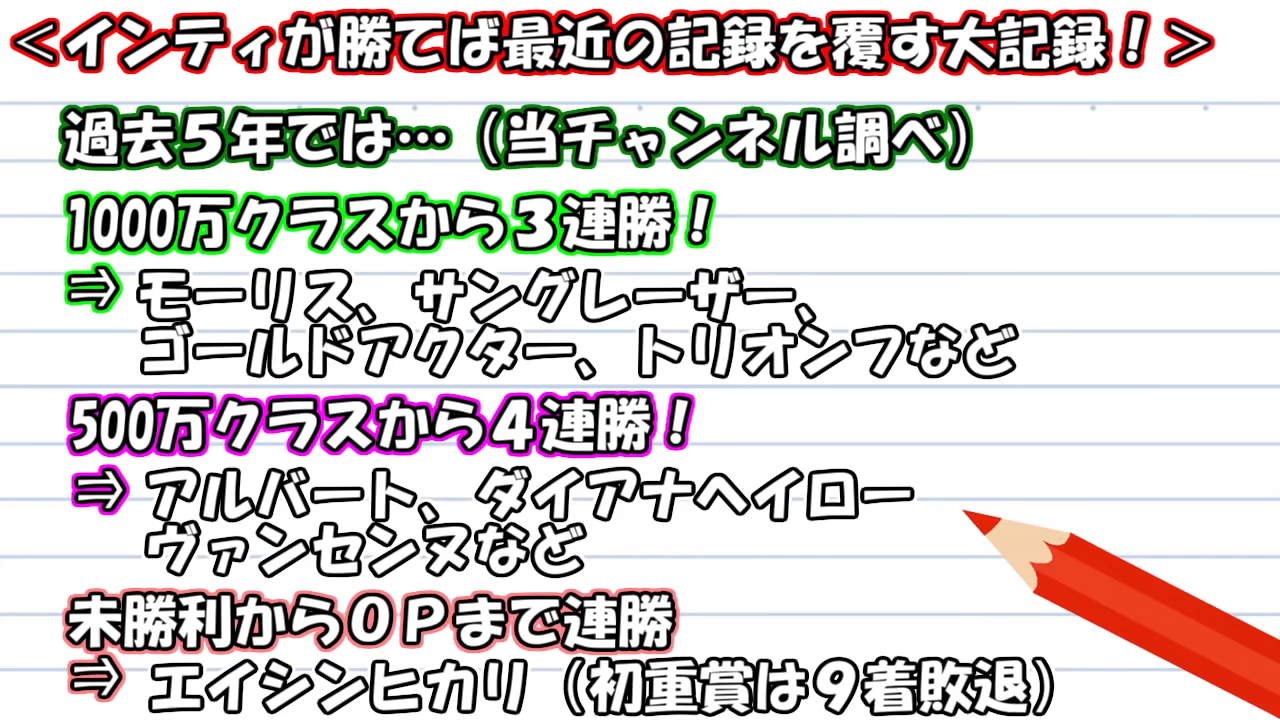 ＜インティが勝てば最近の記録を覆す大記録！＞
過去５年では…（当チャンネル調べ）
1000万クラスから３連勝！
⇒ モーリス、サングレーザー、
ゴールドアクター、トリオンフなど
500万クラスから４連勝！
⇒ アルバート、ダイアナヘイロー
ヴァンセンヌなど
未勝利からＯＰまで連勝
⇒ エイシンヒカリ（初重賞は９着敗退）